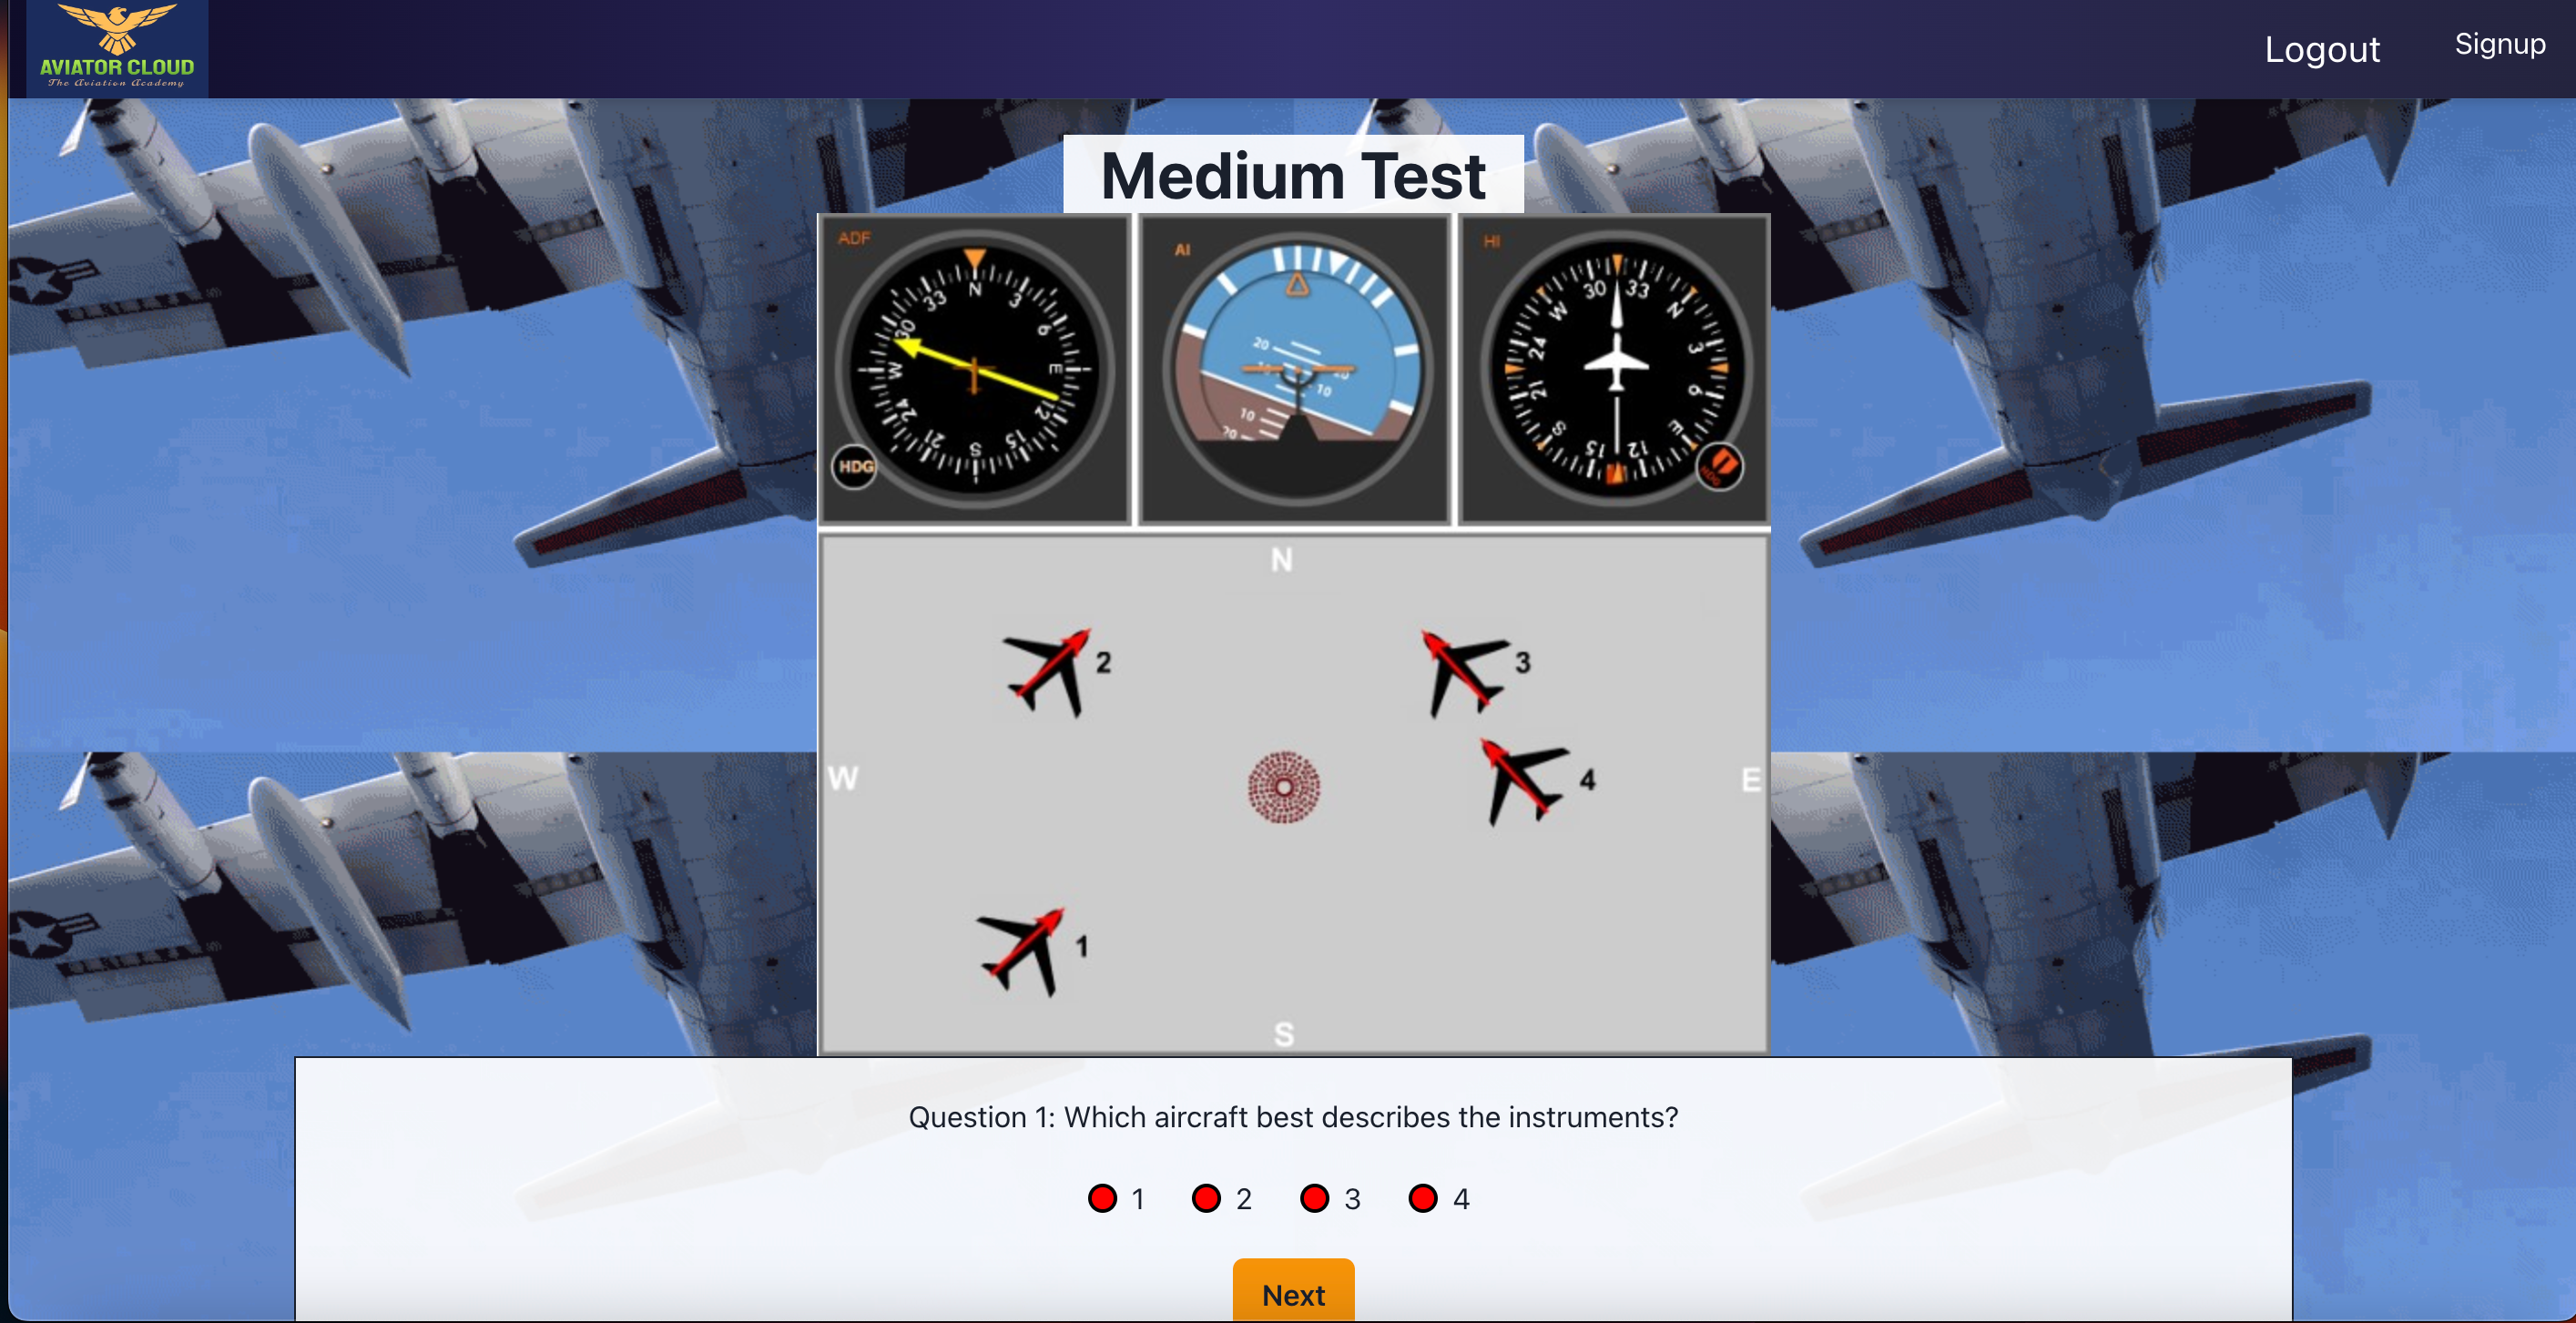 AVIATOR CLOUD
The Aviation Academy
Logout
Signup
Medium Test
ADF
N
3
6
E
12
15
S
21
24
W
30
33
HDG
AI
20
10
10
20
HI
30
33
N
3
6
E
12
15
S
21
24
W
HDG
N
2
3
W
4
E
1
S
Question 1: Which aircraft best describes the instruments?
1 2 3 4
Next